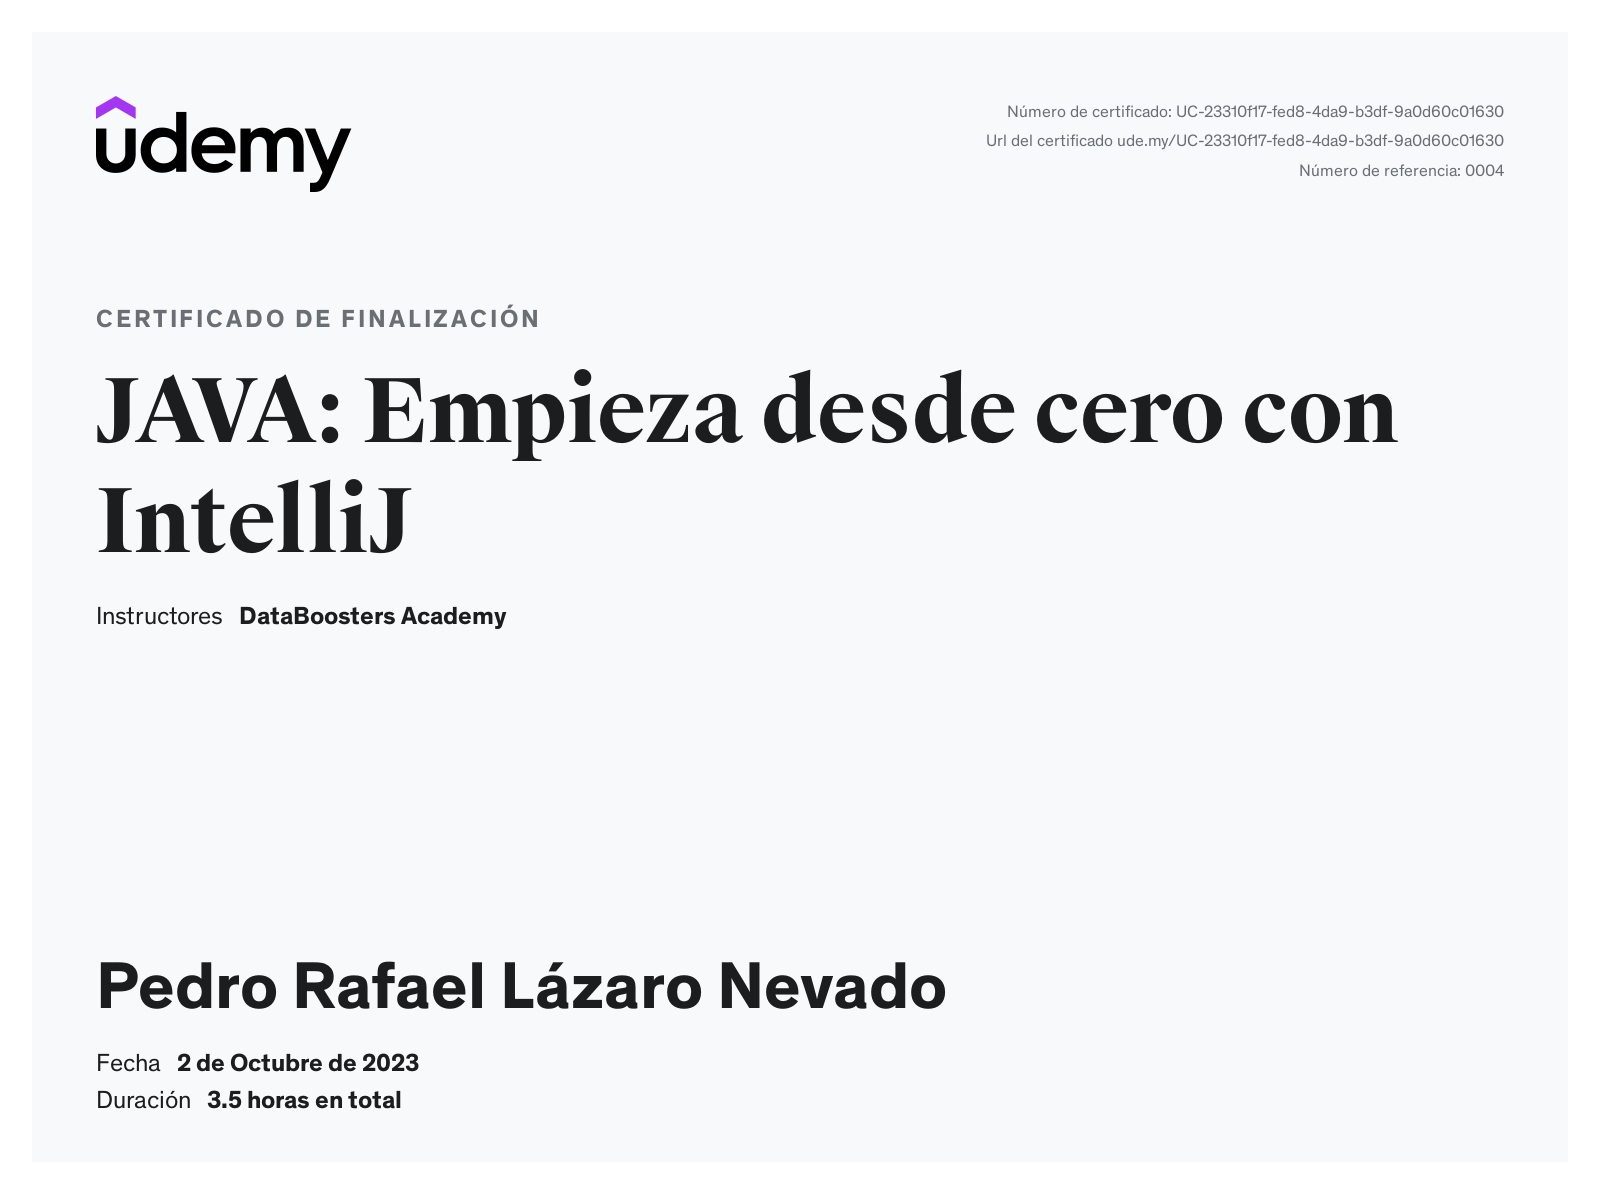 udemy
Número de certificado: UC-23310f17-fed8-4da9-b3df-9a0d60c01630
Url del certificado ude.my/UC-23310f17-fed8-4da9-b3df-9a0d60c01630
Número de referencia: 0004
CERTIFICADO DE FINALIZACIÓN
JAVA: Empieza desde cero con
IntelliJ
Instructores DataBoosters Academy
Pedro Rafael Lázaro Nevado
Fecha 2 de Octubre de 2023
Duración 3.5 horas en total